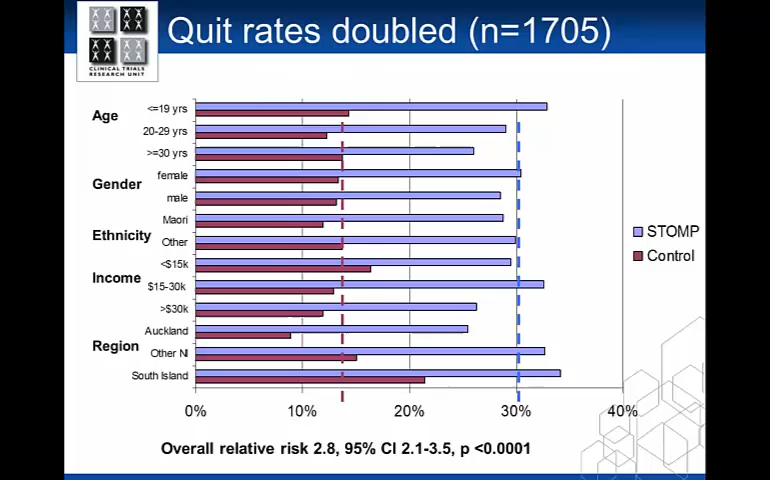 Quit rates doubled (n=1705)
CLINICAL TRIALS
RESEARCH UNIT
Age
<=19 yrs
20-29 yrs
>=30 yrs
Gender
female
male
Ethnicity
Maori
Other
Income
<$15k
$15-30k
>$30k
Region
Auckland
Other NI
South Island
STOMP
Control
0% 10% 20% 30% 40%
Overall relative risk 2.8, 95% CI 2.1-3.5, p <0.0001